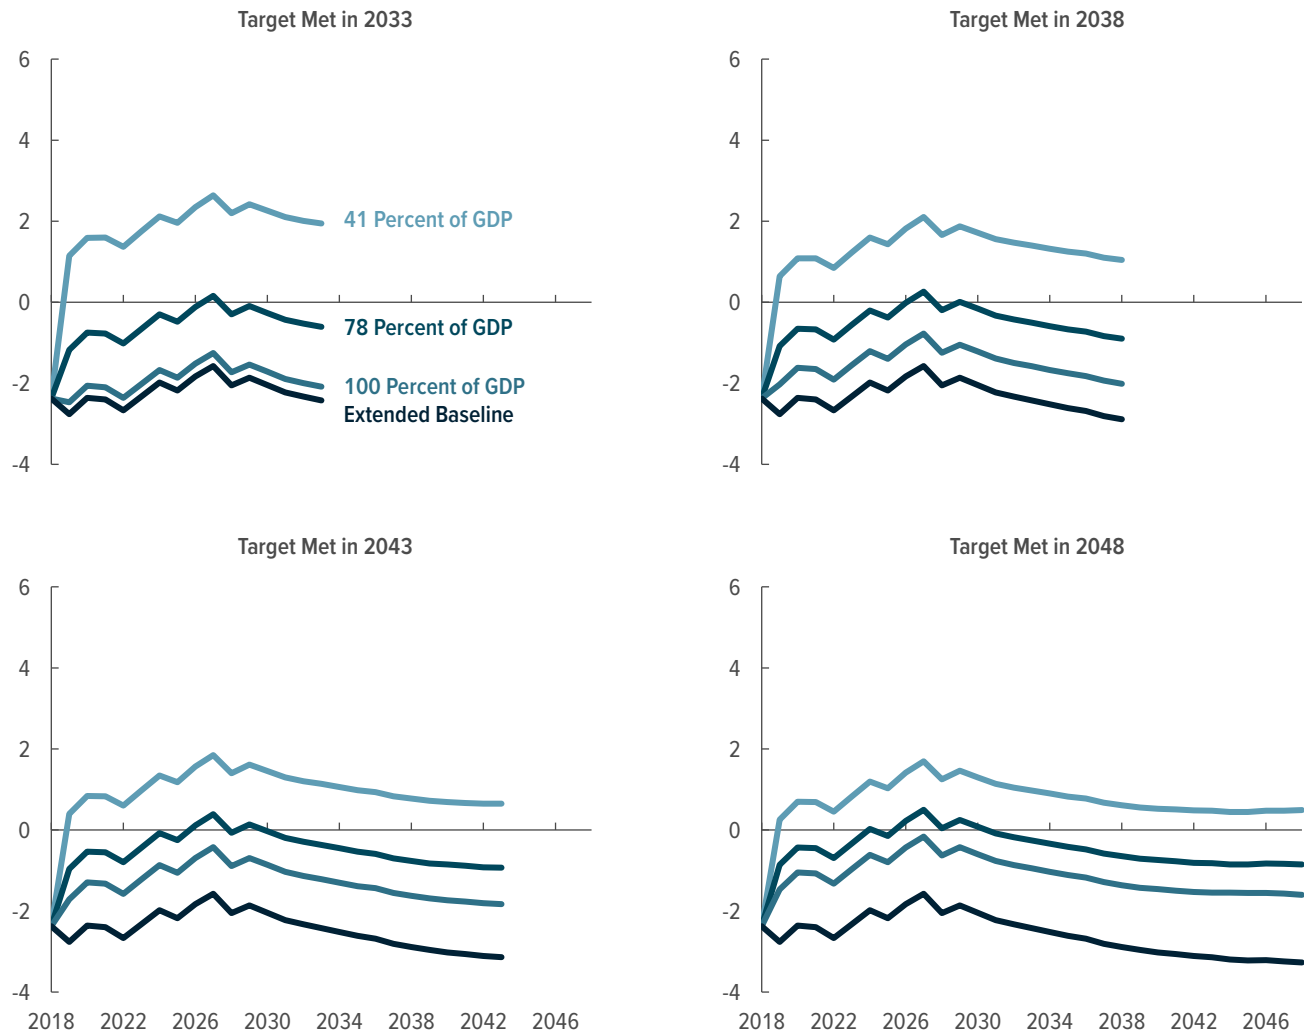 Target Met in 2033
6
4
2
0
-2
-4
41 Percent of GDP
78 Percent of GDP
100 Percent of GDP
Extended Baseline
Target Met in 2038
6
4
2
0
-2
-4
Target Met in 2043
6
4
2
0
-2
-4
2018 2022 2026 2030 2034 2038 2042 2046
Target Met in 2048
6
4
2
0
-2
-4
2018 2022 2026 2030 2034 2038 2042 2046